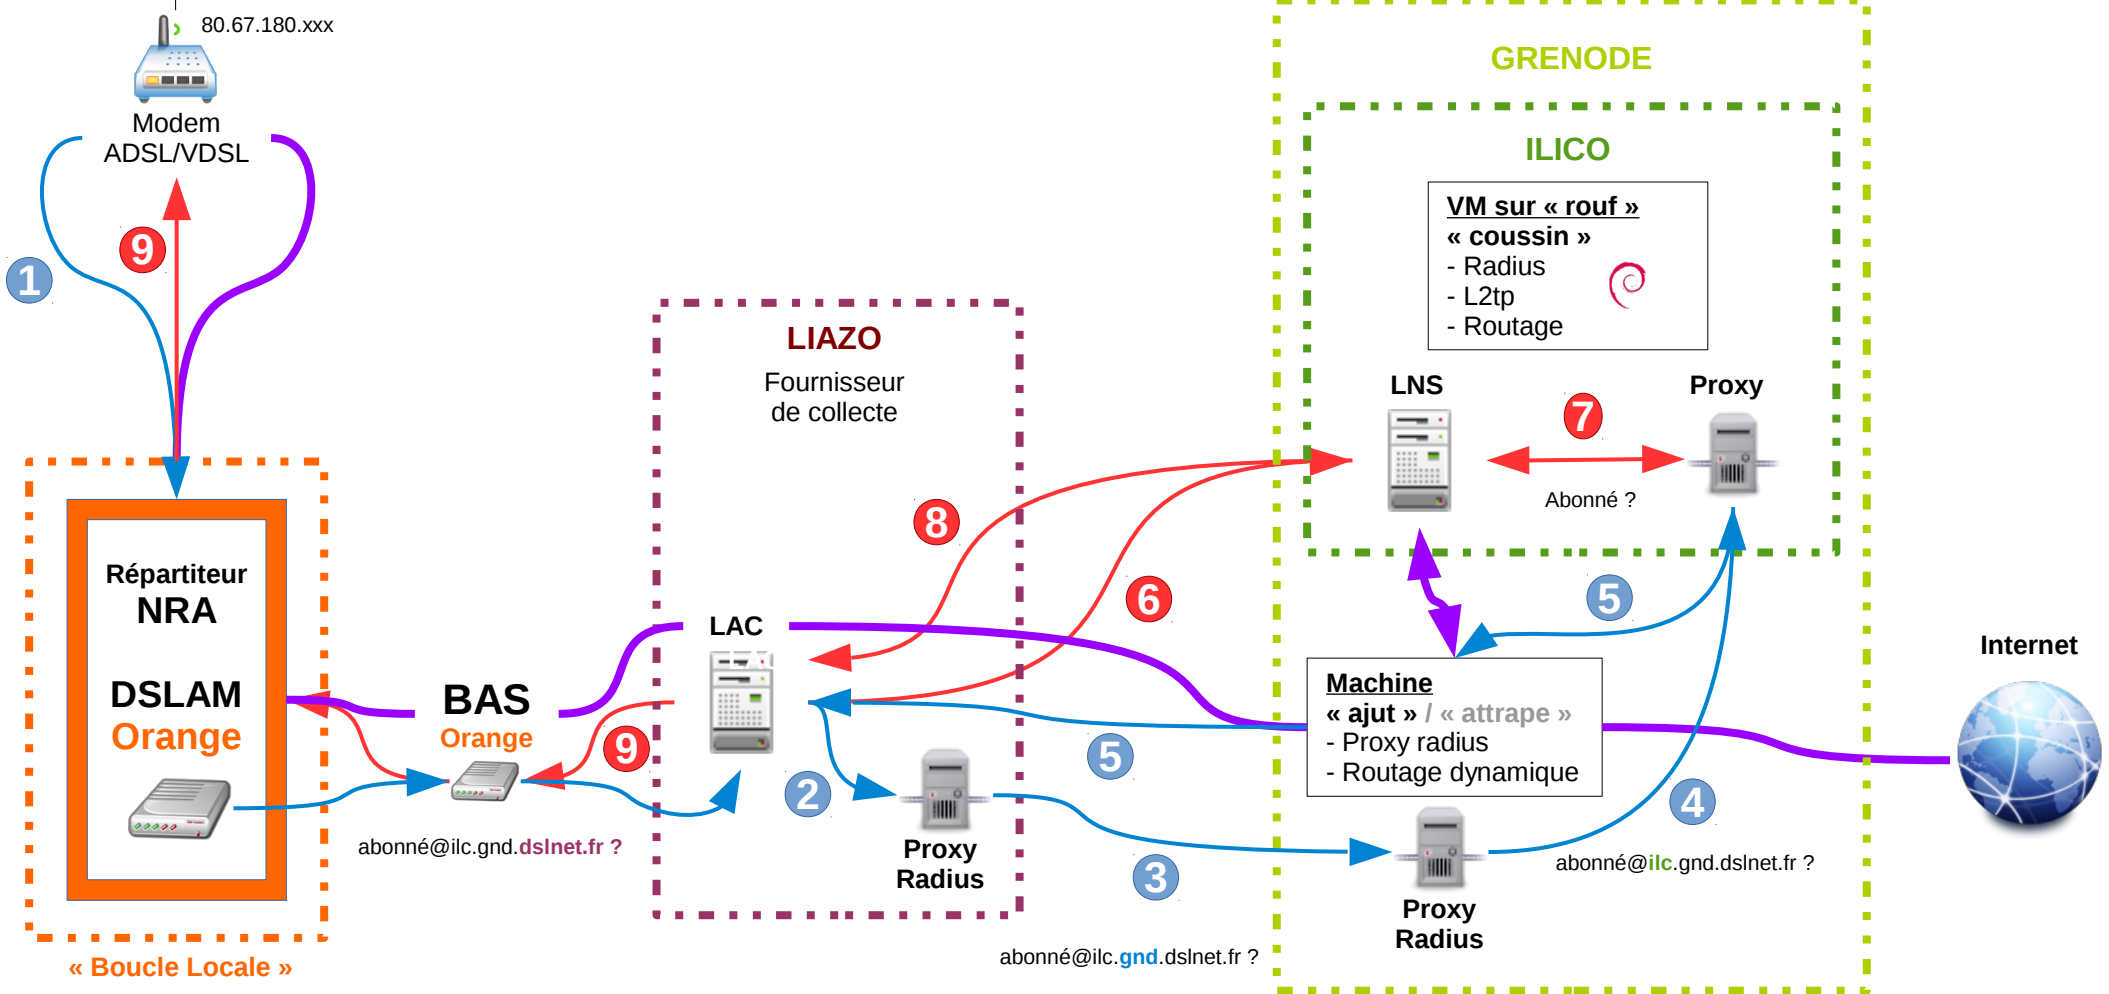 80.67.180.xxx
Modem
ADSL/VDSL
1
9
« Boucle Locale »
Répartiteur
NRA
DSLAM
Orange
BAS
Orange
abonné@ilc.gnd.dslnet.fr ?
9
LIAZO
Fournisseur
de collecte
LAC
2
Proxy
Radius
8
6
5
3
abonné@ilc.gnd.dslnet.fr ?
GRENODE
ILICO
VM sur « rouf »
« coussin »
- Radius
- L2tp
- Routage
LNS
Proxy
7
Abonné ?
5
Machine
« ajut » / « attrape »
- Proxy radius
- Routage dynamique
4
Proxy
Radius
abonné@ilc.gnd.dslnet.fr ?
Internet